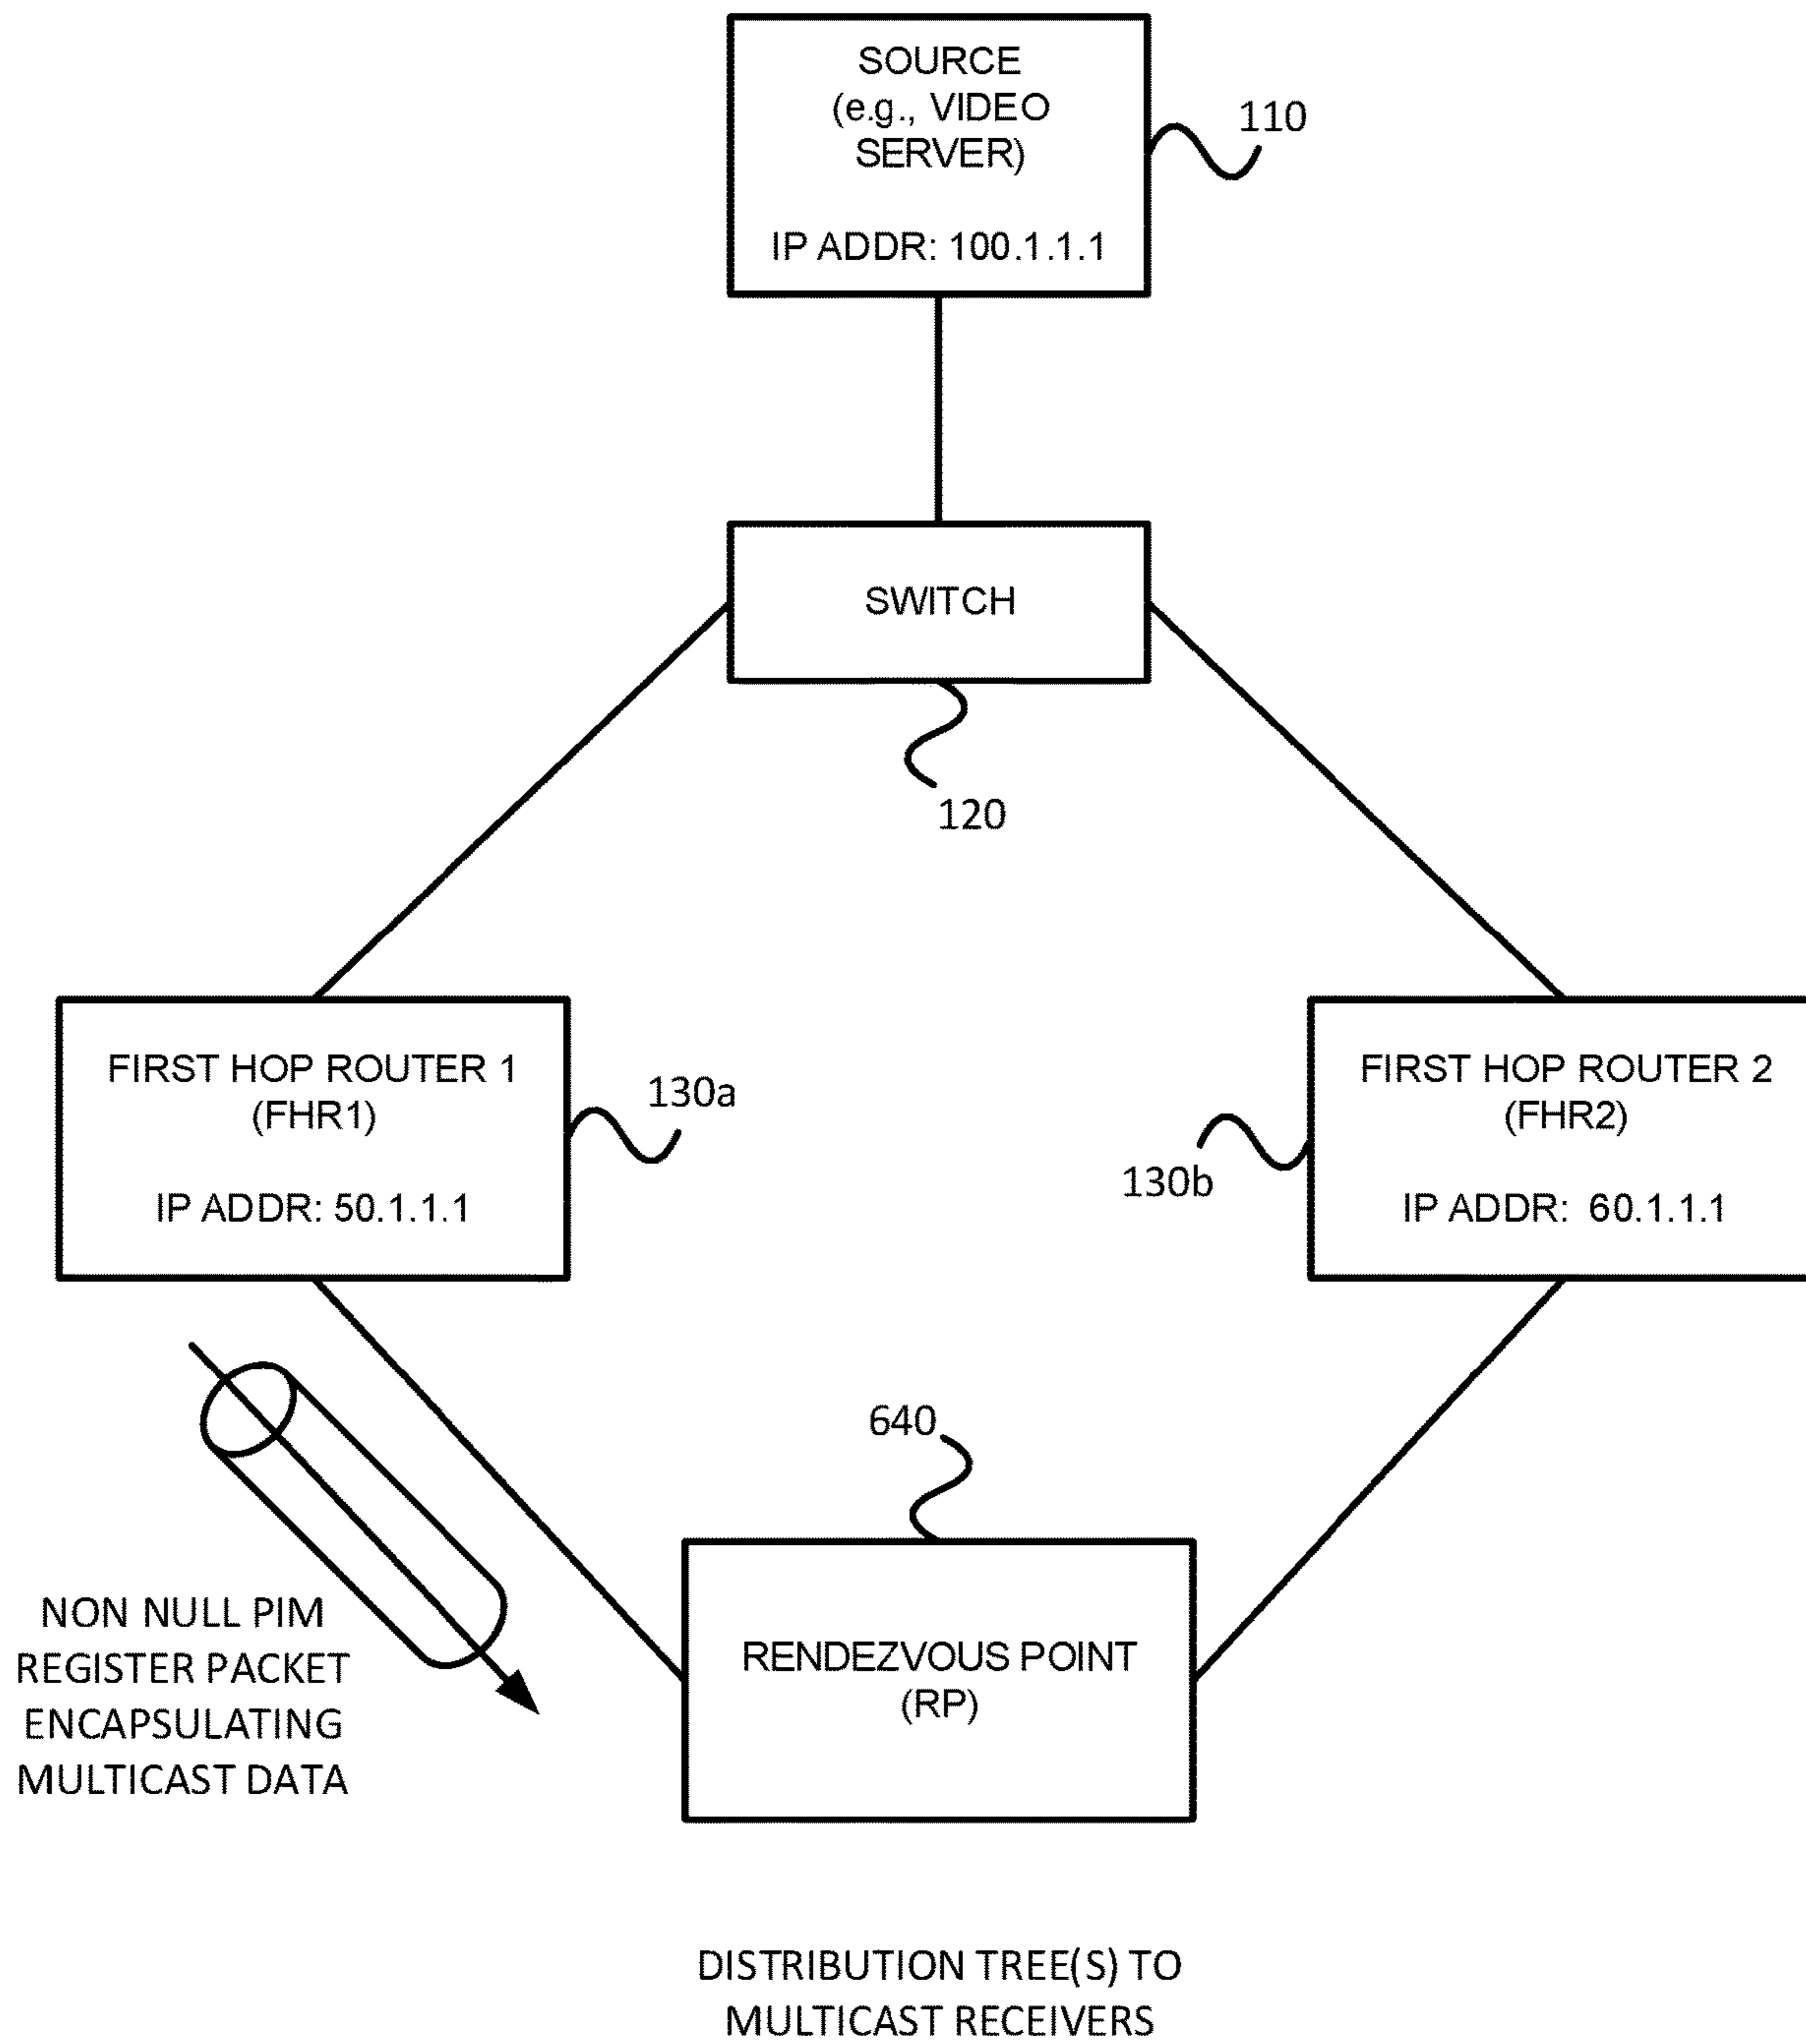 SOURCE
(e.g., VIDEO
SERVER)
IP ADDR: 100.1.1.1
110
SWITCH
120
FIRST HOP ROUTER 1
(FHR1)
IP ADDR: 50.1.1.1
130a
FIRST HOP ROUTER 2
(FHR2)
IP ADDR: 60.1.1.1
130b
640
NON NULL PIM
REGISTER PACKET
ENCAPSULATING
MULTICAST DATA
RENDEZVOUS POINT
(RP)
DISTRIBUTION TREE(S) TO
MULTICAST RECEIVERS